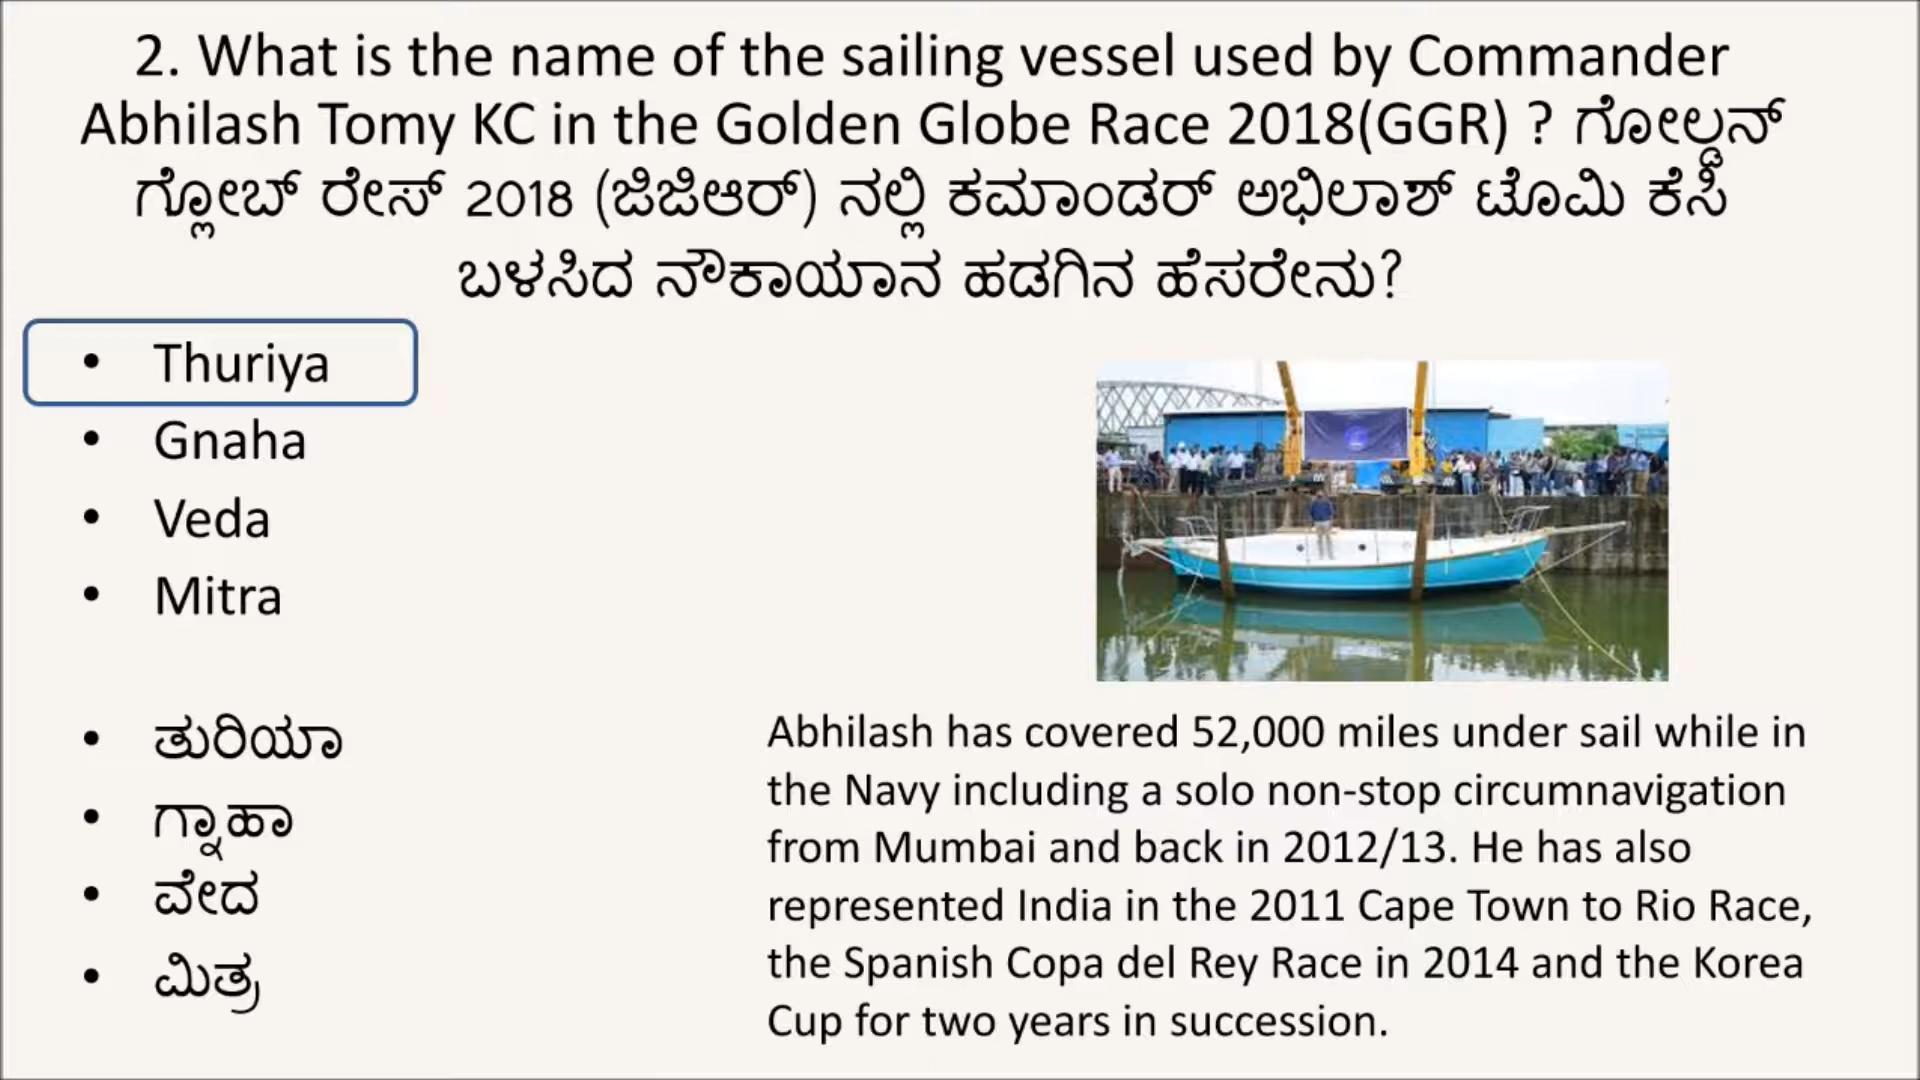 2. What is the name of the sailing vessel used by Commander
Abhilash Tomy KC in the Golden Globe Race 2018(GGR) ? ಗೋಲ್ಡನ್
ಗ್ಲೋಬ್ ರೇಸ್ 2018 (ಜಿಜಿಆರ್) ನಲ್ಲಿ ಕಮಾಂಡರ್ ಅಭಿಲಾಶ್ ಟೊಮಿ ಕೆಸಿ
ಬಳಸಿದ ನೌಕಾಯಾನ ಹಡಗಿನ ಹೆಸರೇನು?
• Thuriya
• Gnaha
• Veda
• Mitra
• ತುರಿಯಾ
• ಗ್ನಾಹಾ
• ವೇದ
• ಮಿತ್ರ
Abhilash has covered 52,000 miles under sail while in
the Navy including a solo non-stop circumnavigation
from Mumbai and back in 2012/13. He has also
represented India in the 2011 Cape Town to Rio Race,
the Spanish Copa del Rey Race in 2014 and the Korea
Cup for two years in succession.